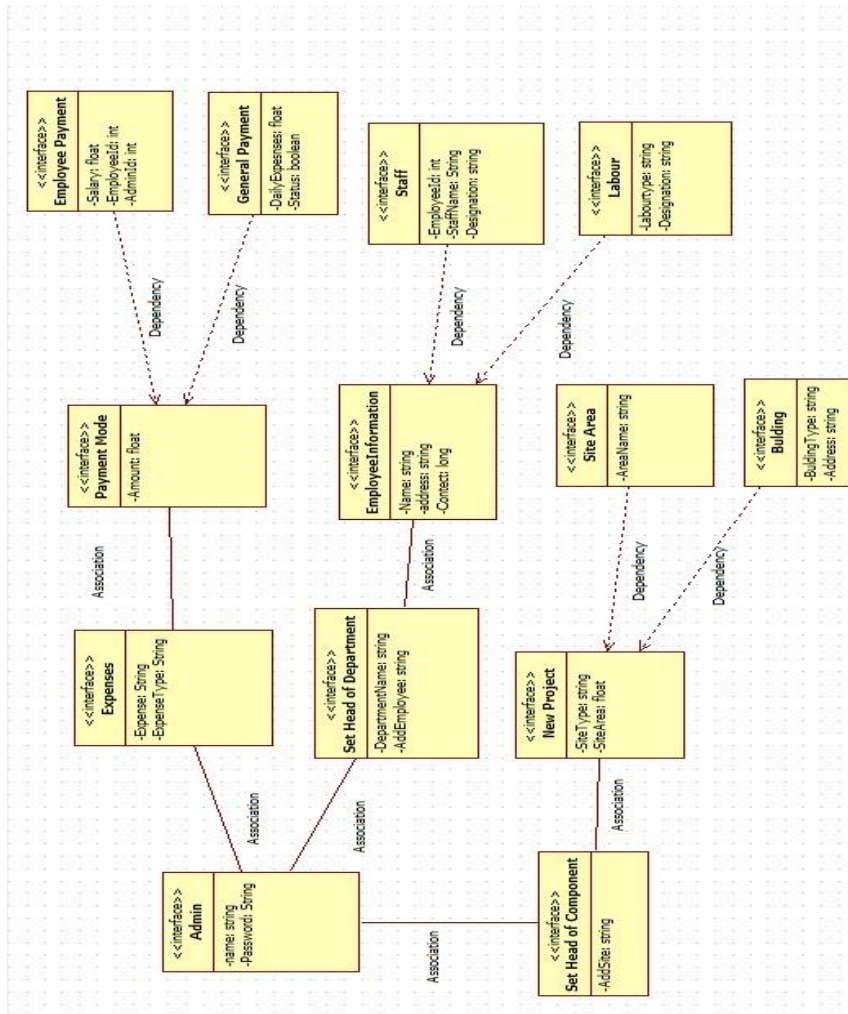 <<interface>>
Employee Payment
-Salary: float
-EmployeeId: int
-AdminId: int
<<interface>>
General Payment
-DailyExpesnses: float
-Status: boolean
<<interface>>
Staff
-EmployeeId: int
-StaffName: String
-Designation: string
<<interface>>
Labour
-Labourtype: string
-Designation: string
Dependency
Dependency
Dependency
Dependency
<<interface>>
Payment Mode
-Amount: float
<<interface>>
EmployeeInformation
-Name: string
-address: string
-Contect: long
<<interface>>
Site Area
-AreaName: string
<<interface>>
Bulding
-BuldingType: string
-Address: string
Association
Association
Dependency
Dependency
<<interface>>
Expenses
-Expense: String
-ExpenseType: String
<<interface>>
Set Head of Department
-DepartmentName: string
-AddEmployee: string
<<interface>>
New Project
-SiteType: string
-SiteArea: float
Association
Association
Association
<<interface>>
Admin
-name: string
-Password: String
Association
<<interface>>
Set Head of Component
-AddSite: string